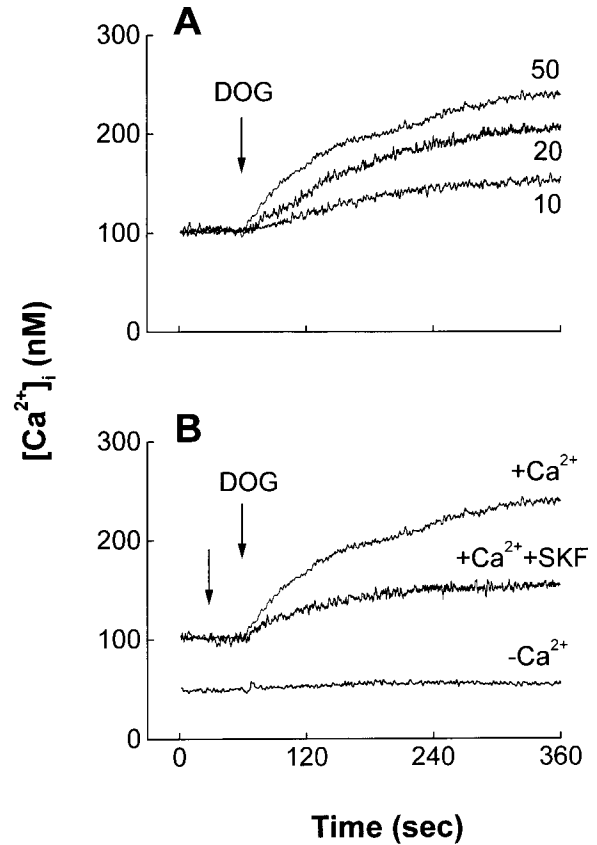 A
300
200
100
0
DOG
50
20
10
[Ca²⁺]ᵢ (nM)
B
300
200
100
0
DOG
+Ca²⁺
+Ca²⁺+SKF
-Ca²⁺
0 120 240 360
Time (sec)